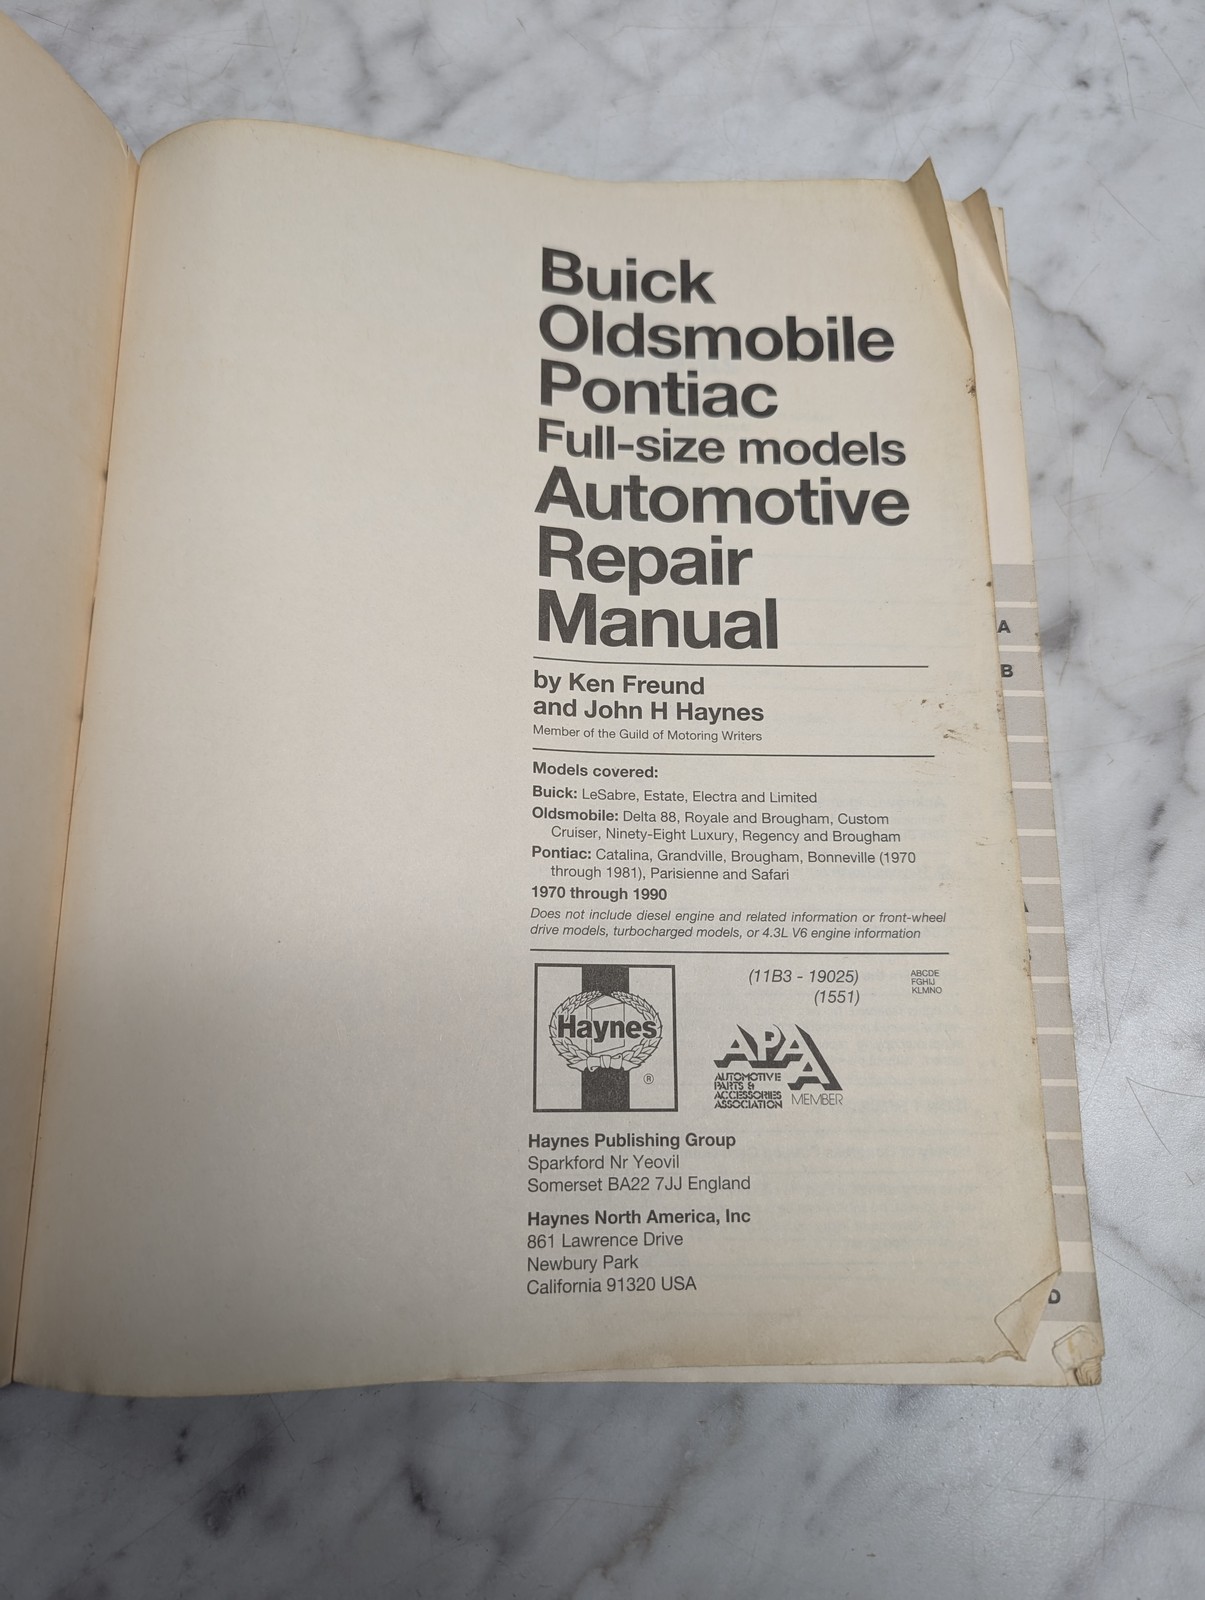 Buick
Oldsmobile
Pontiac
Full-size models
Automotive
Repair
Manual
by Ken Freund
and John H Haynes
Member of the Guild of Motoring Writers
Models covered:
Buick: LeSabre, Estate, Electra and Limited
Oldsmobile: Delta 88, Royale and Brougham, Custom
Cruiser, Ninety-Eight Luxury, Regency and Brougham
Pontiac: Catalina, Grandville, Brougham, Bonneville (1970
through 1981), Parisienne and Safari
1970 through 1990
Does not include diesel engine and related information or front-wheel
drive models, turbocharged models, or 4.3L V6 engine information
Haynes
®
(11B3 - 19025)
(1551)
ABCDE
FGHIJ
KLMNO
APAA
AUTOMOTIVE
PARTS &
ACCESSORIES
ASSOCIATION
MEMBER
Haynes Publishing Group
Sparkford Nr Yeovil
Somerset BA22 7JJ England
Haynes North America, Inc
861 Lawrence Drive
Newbury Park
California 91320 USA
A
B
D